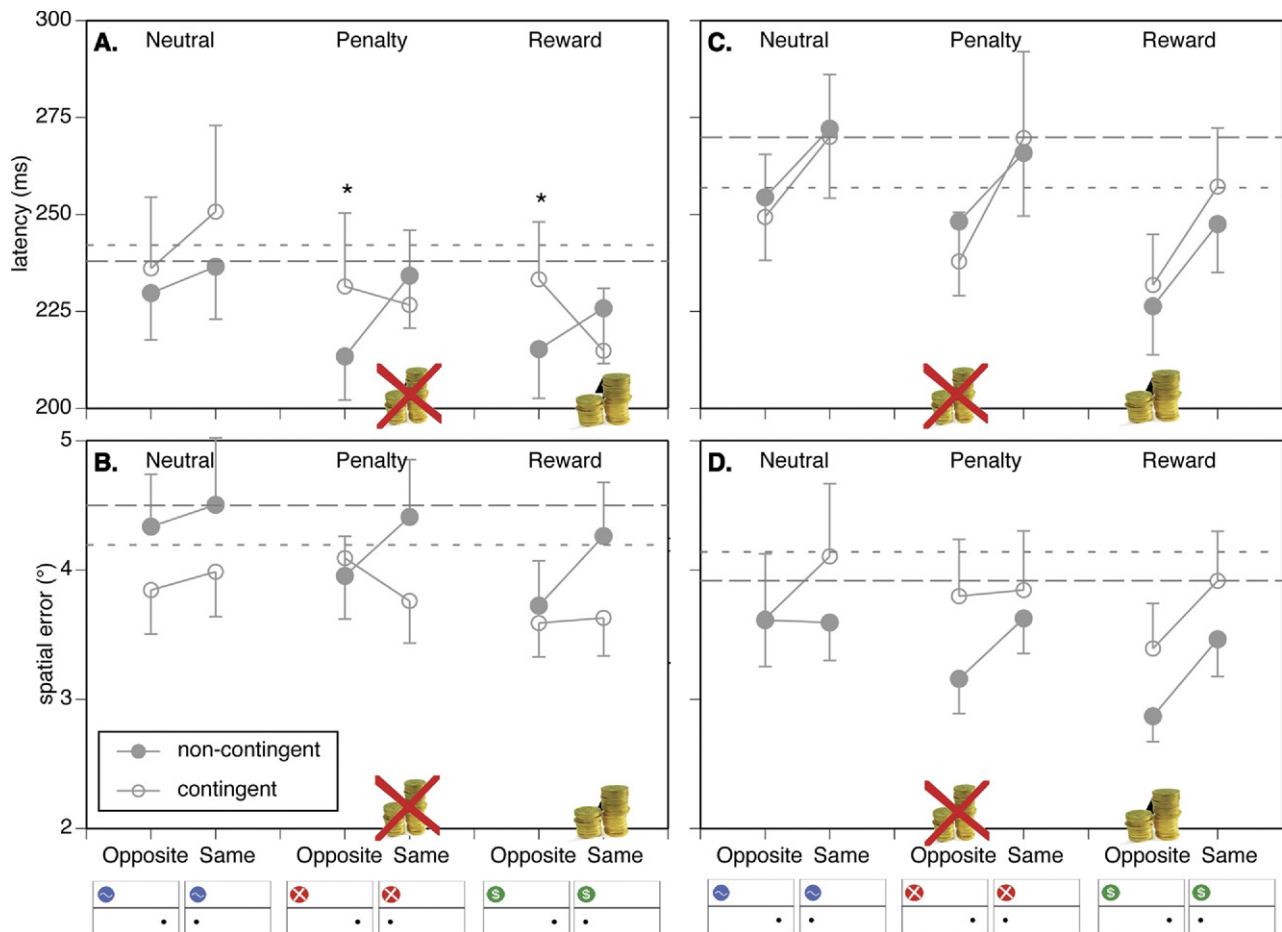 300
275
250
225
200
latency (ms)
A.
Neutral
Penalty
Reward
*
*
C.
Neutral
Penalty
Reward
5
4
3
2
spatial error (°)
B.
Neutral
Penalty
Reward
non-contingent
contingent
D.
Neutral
Penalty
Reward
Opposite Same Opposite Same Opposite Same
Opposite Same Opposite Same Opposite Same
$ $ $ $